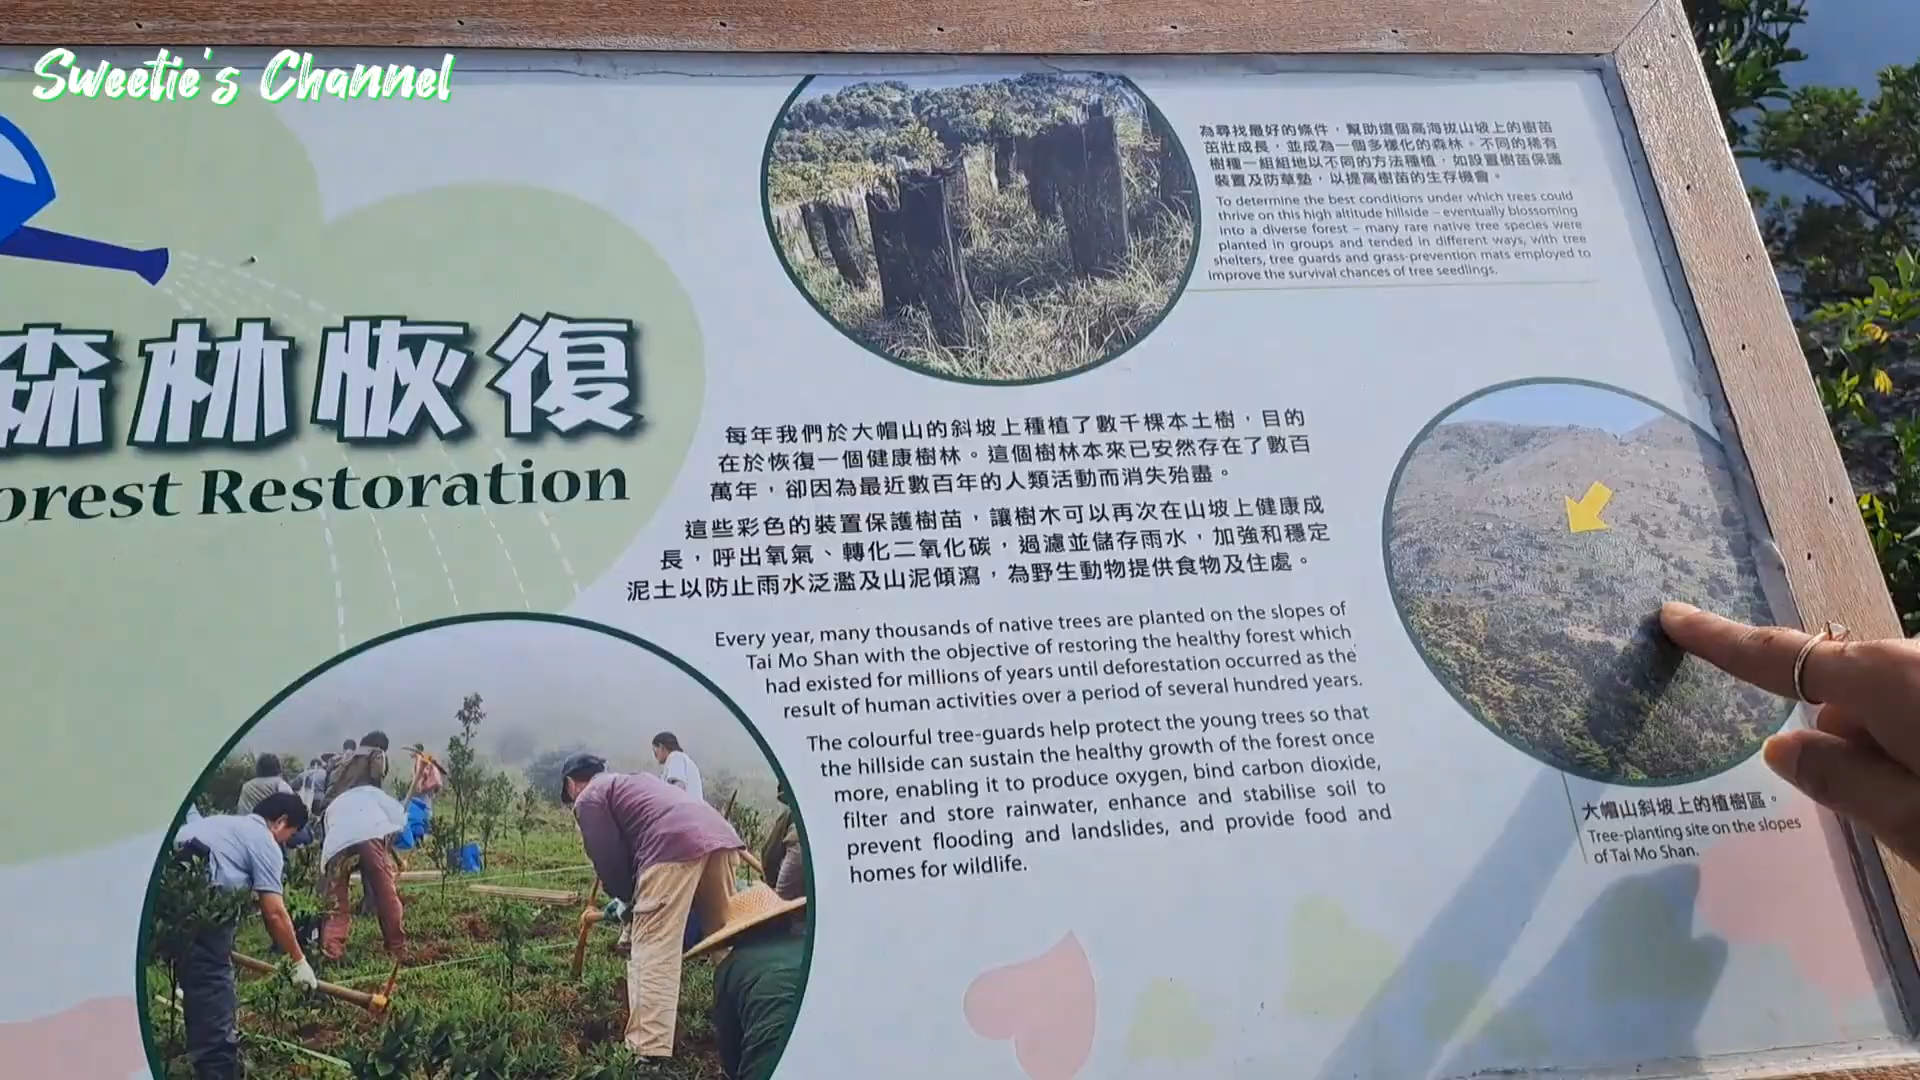 Sweetie's Channel
森林恢復
orest Restoration
為尋找最好的條件，幫助這個高海拔山坡上的樹苗
茁壯成長，並成為一個多樣化的森林。不同的稀有
樹種一組組地以不同的方法種植，如設置樹苗保護
裝置及防草墊，以提高樹苗的生存機會。
To determine the best conditions under which trees could
thrive on this high altitude hillside – eventually blossoming
into a diverse forest – many rare native tree species were
planted in groups and tended in different ways, with tree
shelters, tree guards and grass-prevention mats employed to
improve the survival chances of tree seedlings.
每年我們於大帽山的斜坡上種植了數千棵本土樹，目的
在於恢復一個健康樹林。這個樹林本來已安然存在了數百
萬年，卻因為最近數百年的人類活動而消失殆盡。
這些彩色的裝置保護樹苗，讓樹木可以再次在山坡上健康成
長，呼出氧氣、轉化二氧化碳，過濾並儲存雨水，加強和穩定
泥土以防止雨水泛濫及山泥傾瀉，為野生動物提供食物及住處。
Every year, many thousands of native trees are planted on the slopes of
Tai Mo Shan with the objective of restoring the healthy forest which
had existed for millions of years until deforestation occurred as the
result of human activities over a period of several hundred years.
The colourful tree-guards help protect the young trees so that
the hillside can sustain the healthy growth of the forest once
more, enabling it to produce oxygen, bind carbon dioxide,
filter and store rainwater, enhance and stabilise soil to
prevent flooding and landslides, and provide food and
homes for wildlife.
大帽山斜坡上的植樹區。
Tree-planting site on the slopes
of Tai Mo Shan.